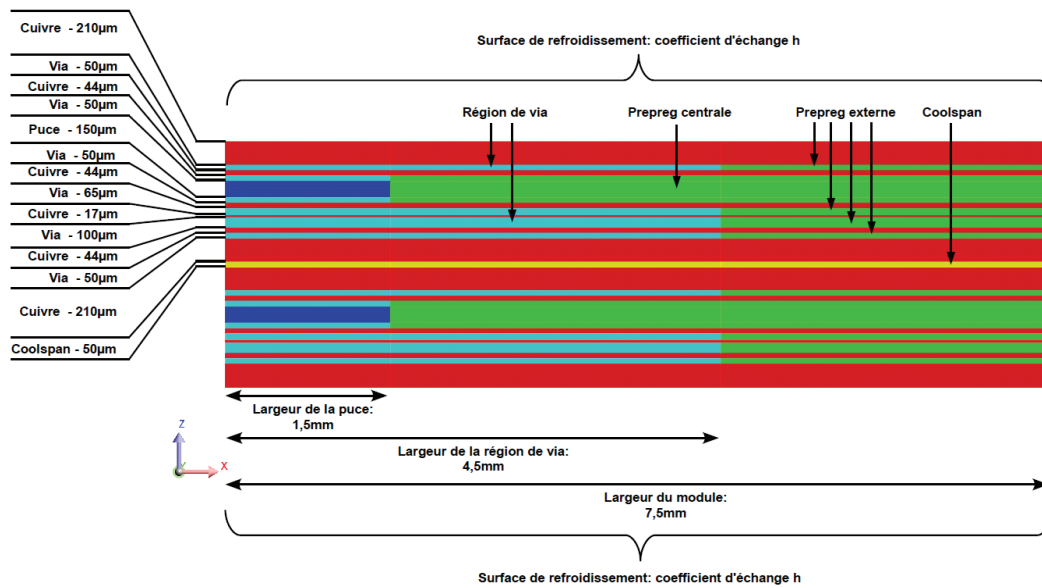 Cuivre - 210µm
Via - 50µm
Cuivre - 44µm
Via - 50µm
Puce - 150µm
Via - 50µm
Cuivre - 44µm
Via - 65µm
Cuivre - 17µm
Via - 100µm
Cuivre - 44µm
Via - 50µm
Cuivre - 210µm
Coolspan - 50µm
Surface de refroidissement: coefficient d'échange h
Région de via
Prepreg centrale
Prepreg externe
Coolspan
Largeur de la puce:
1,5mm
Largeur de la région de via:
4,5mm
Largeur du module:
7,5mm
Z
Y
X
Surface de refroidissement: coefficient d'échange h